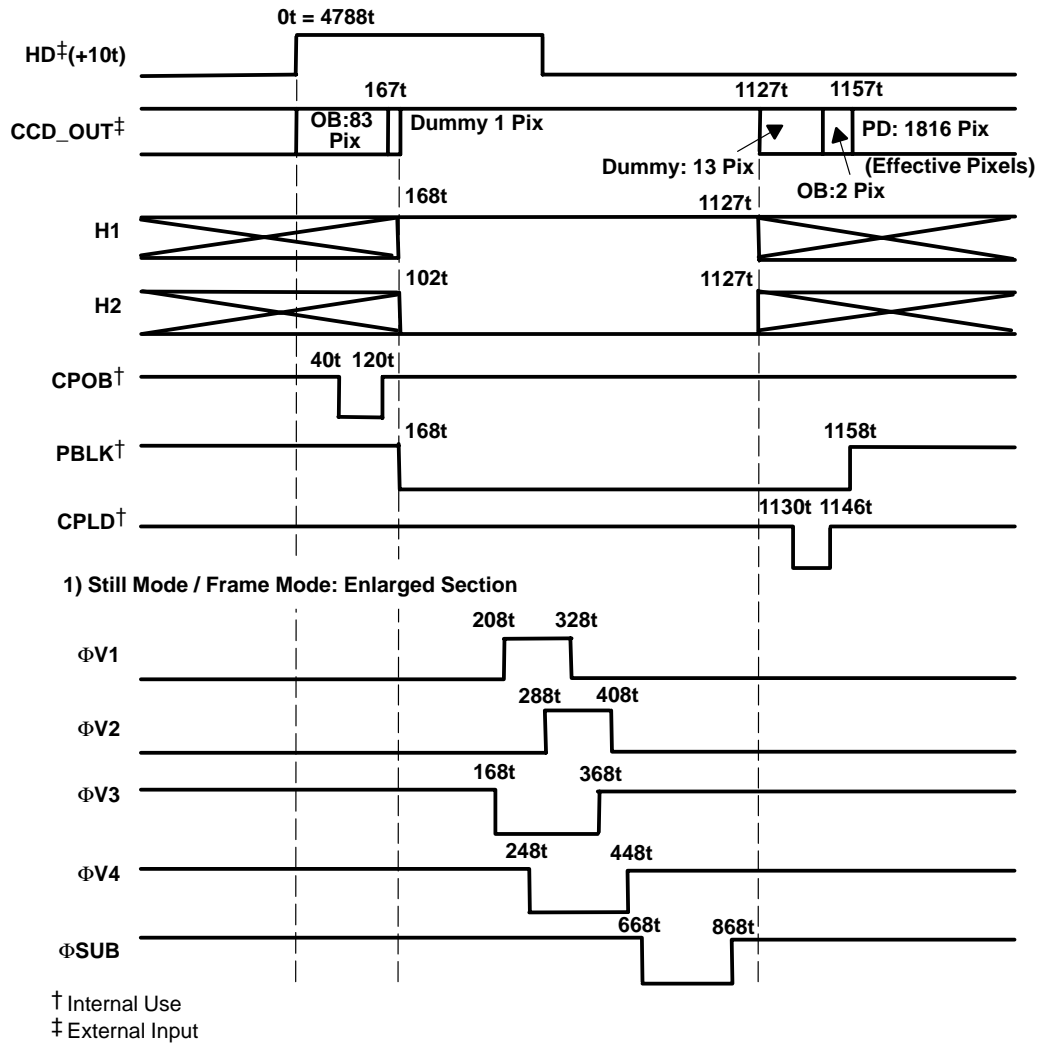 0t = 4788t
HD‡(+10t)
167t
1127t 1157t
CCD_OUT‡
OB:83
Pix
Dummy 1 Pix
PD: 1816 Pix
Dummy: 13 Pix
(Effective Pixels)
OB:2 Pix
168t 1127t
H1
102t 1127t
H2
40t 120t
CPOB†
168t 1158t
PBLK†
1130t 1146t
CPLD†
1) Still Mode / Frame Mode: Enlarged Section
208t 328t
ΦV1
288t 408t
ΦV2
168t 368t
ΦV3
248t 448t
ΦV4
668t 868t
ΦSUB
† Internal Use
‡ External Input